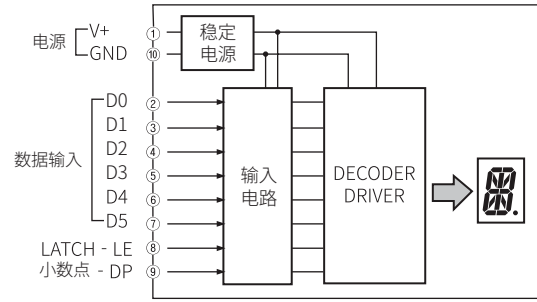 电源
V+
GND
①
⑩
稳定
电源
数据输入
D0 ②
D1 ③
D2 ④
D3 ⑤
D4 ⑥
D5 ⑦
LATCH - LE ⑧
小数点 - DP ⑨
输入
电路
DECODER
DRIVER